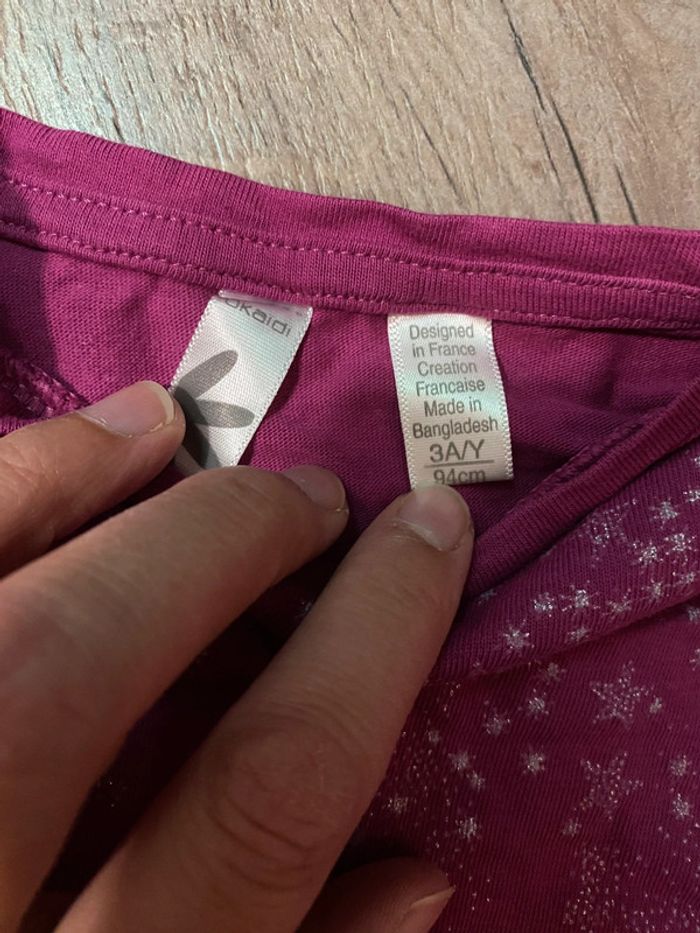 okaidi
Designed
in France
Creation
Francaise
Made in
Bangladesh
3A/Y
94cm